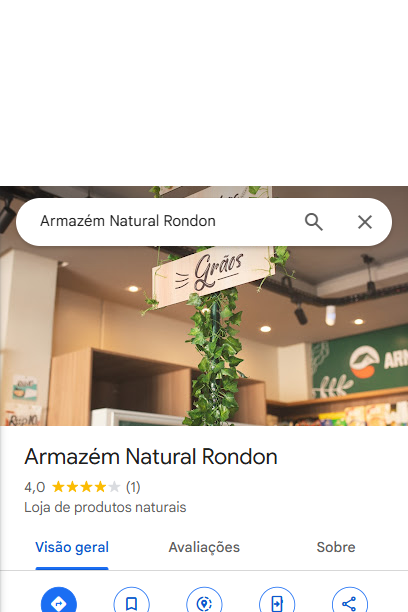 Armazém Natural Rondon
Grãos
ARM
Armazém Natural Rondon
4,0 (1)
Loja de produtos naturais
Visão geral
Avaliações
Sobre